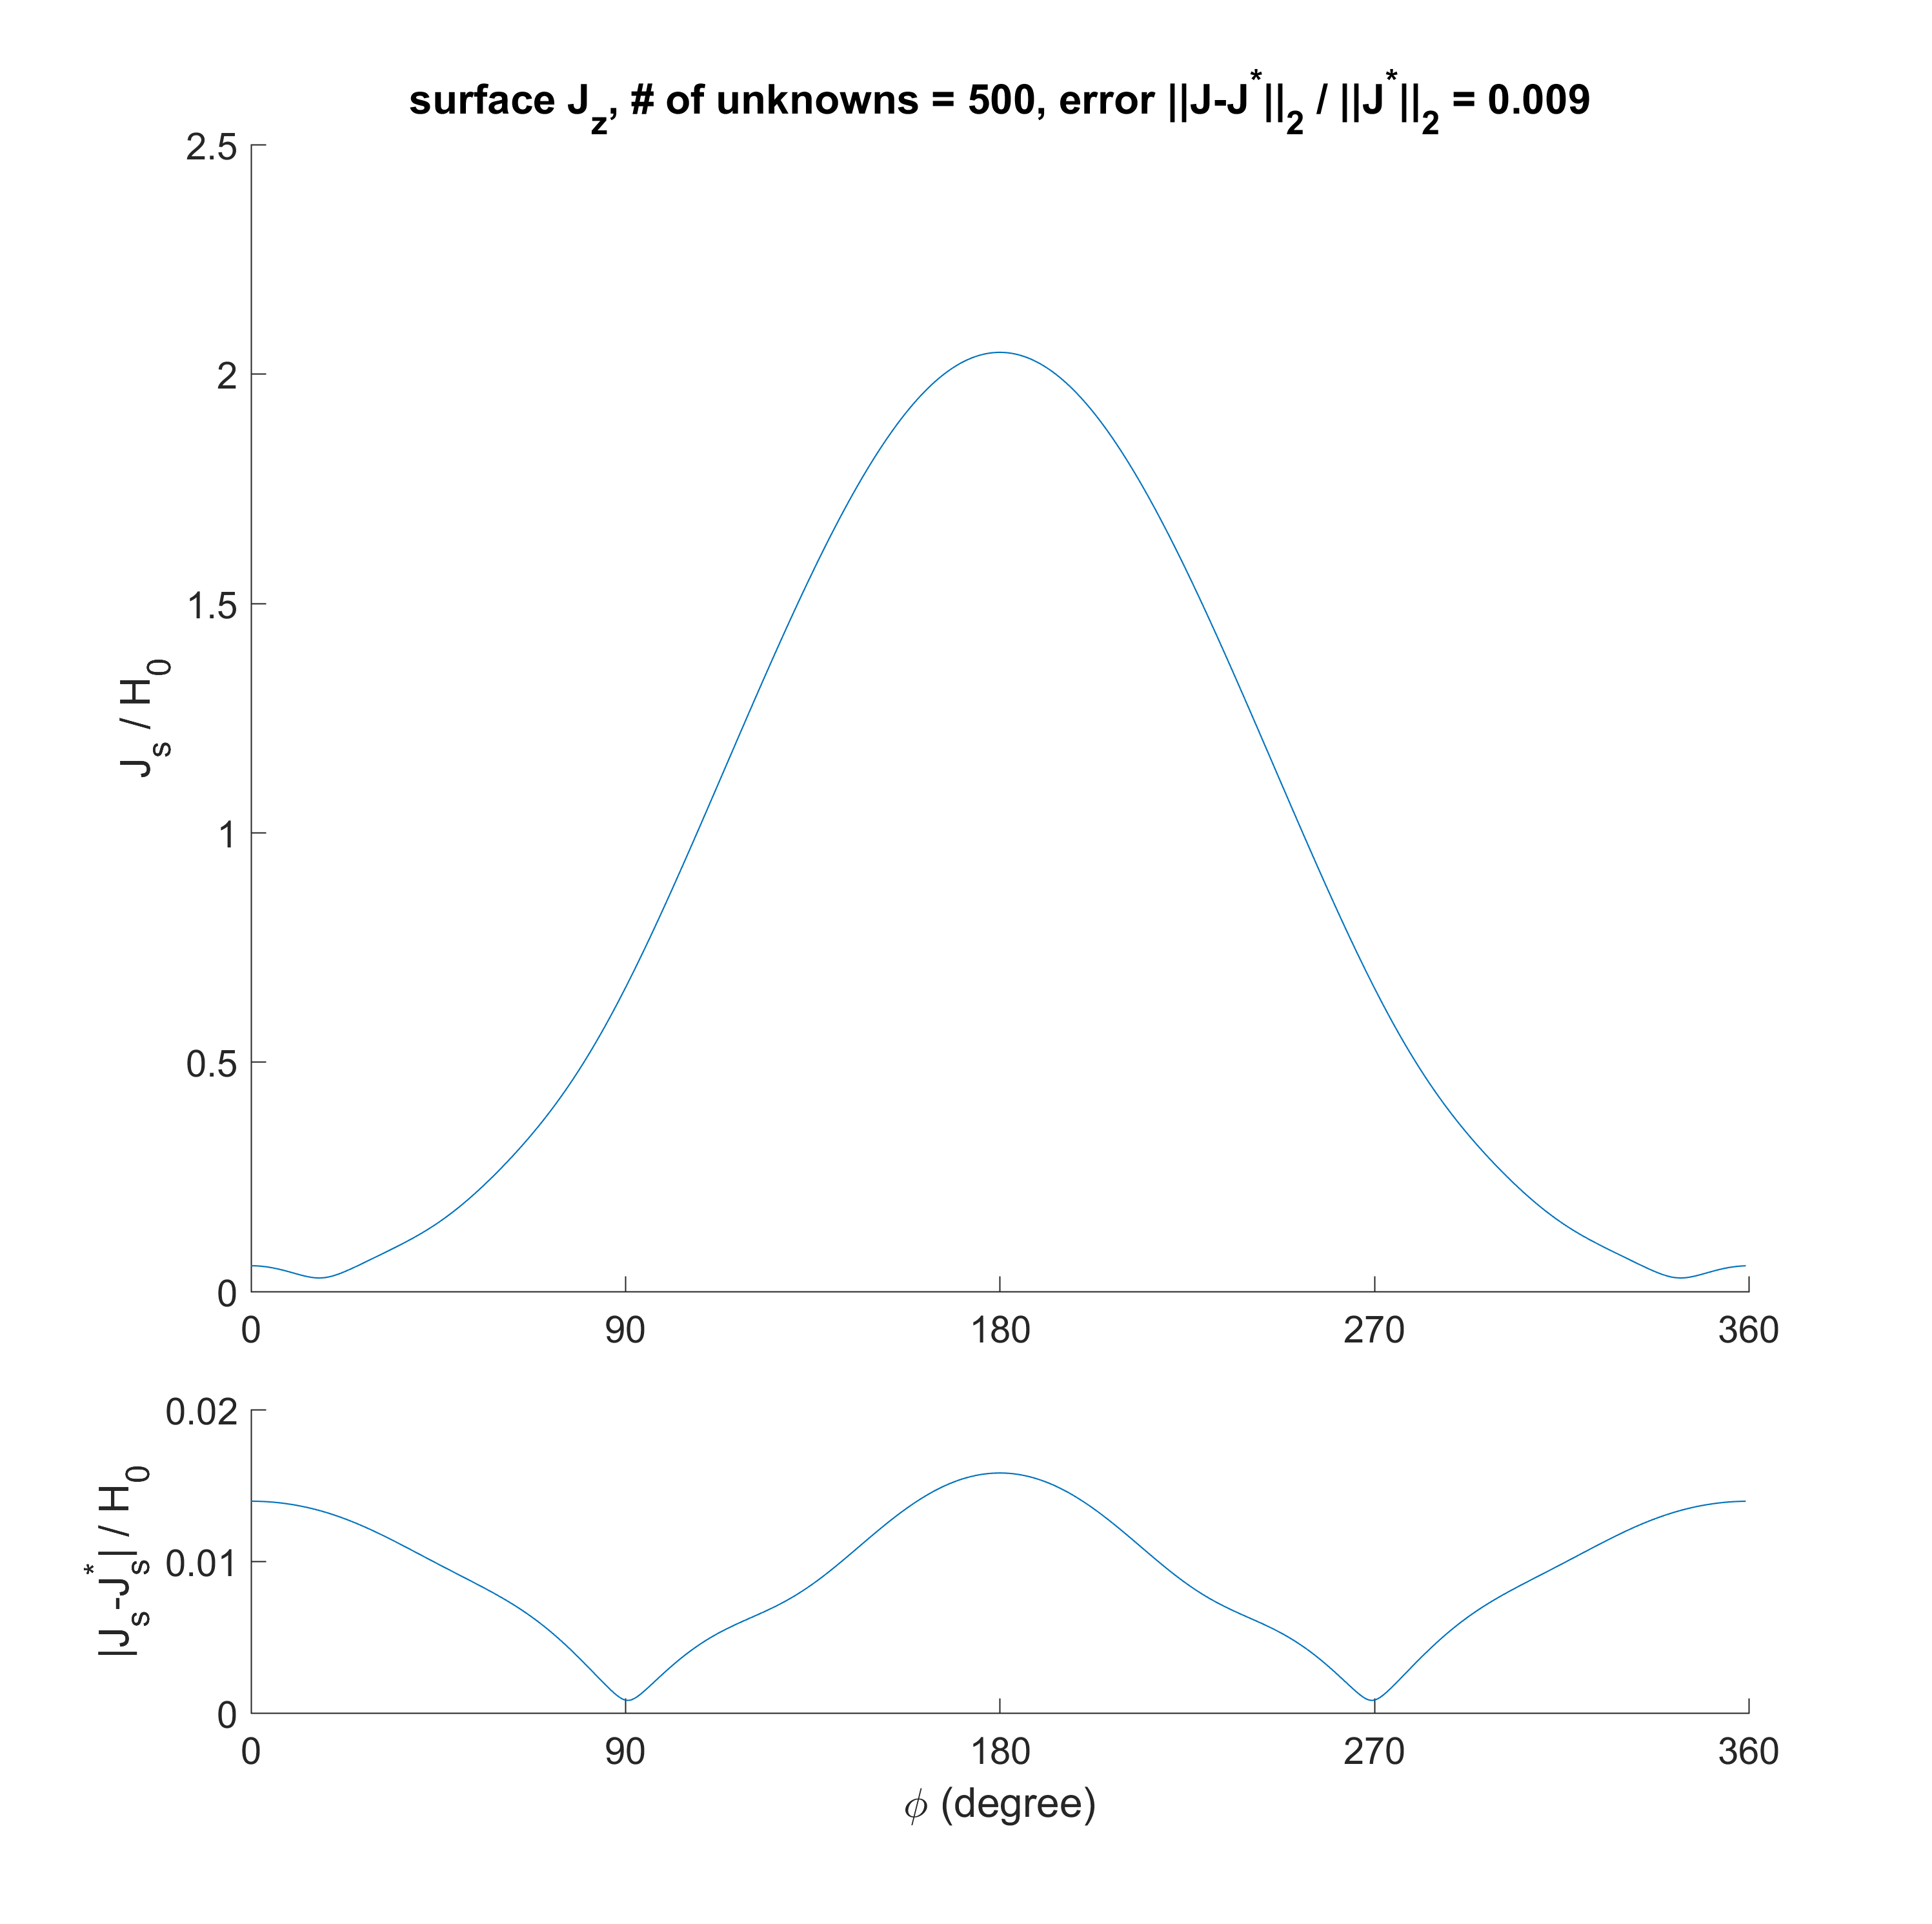 surface J_z, # of unknowns = 500, error ||J-J^*||_2 / ||J^*||_2 = 0.009
2.5
2
1.5
1
0.5
0
J_s / H_0
0 90 180 270 360
0.02
0.01
0
|J_s-J_s^*| / H_0
0 90 180 270 360
ϕ (degree)